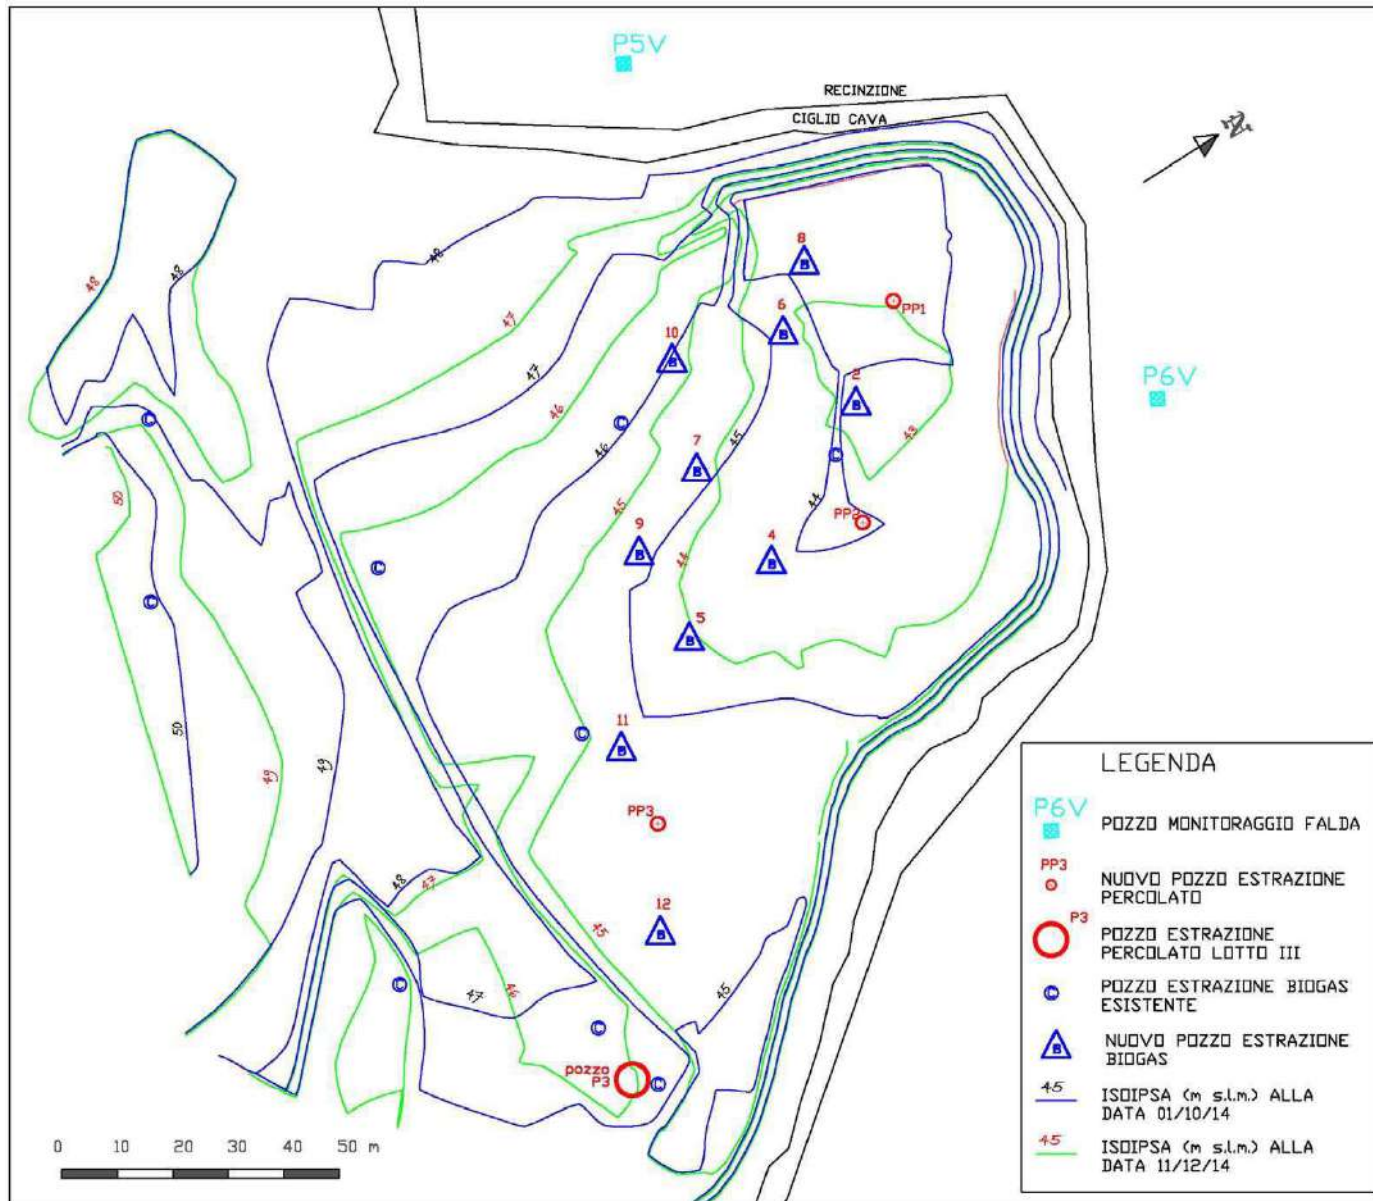 P5V
RECINZIONE
CIGLIO CAVA
N
48
48
48
47
47
46
46
45
45
44
44
43
50
50
49
49
48
47
47
46
45
45
8
6
10
2
7
9
4
5
11
12
B
B
B
B
B
B
B
B
B
B
C
C
C
C
C
C
C
C
C
PP1
PP2
PP3
P6V
pozzo
P3
0 10 20 30 40 50 m
LEGENDA
P6V
POZZO MONITORAGGIO FALDA
PP3
NUOVO POZZO ESTRAZIONE
PERCOLATO
P3
POZZO ESTRAZIONE
PERCOLATO LOTTO III
C
POZZO ESTRAZIONE BIOGAS
ESISTENTE
B
NUOVO POZZO ESTRAZIONE
BIOGAS
45
ISOIPSA (m s.l.m.) ALLA
DATA 01/10/14
45
ISOIPSA (m s.l.m.) ALLA
DATA 11/12/14